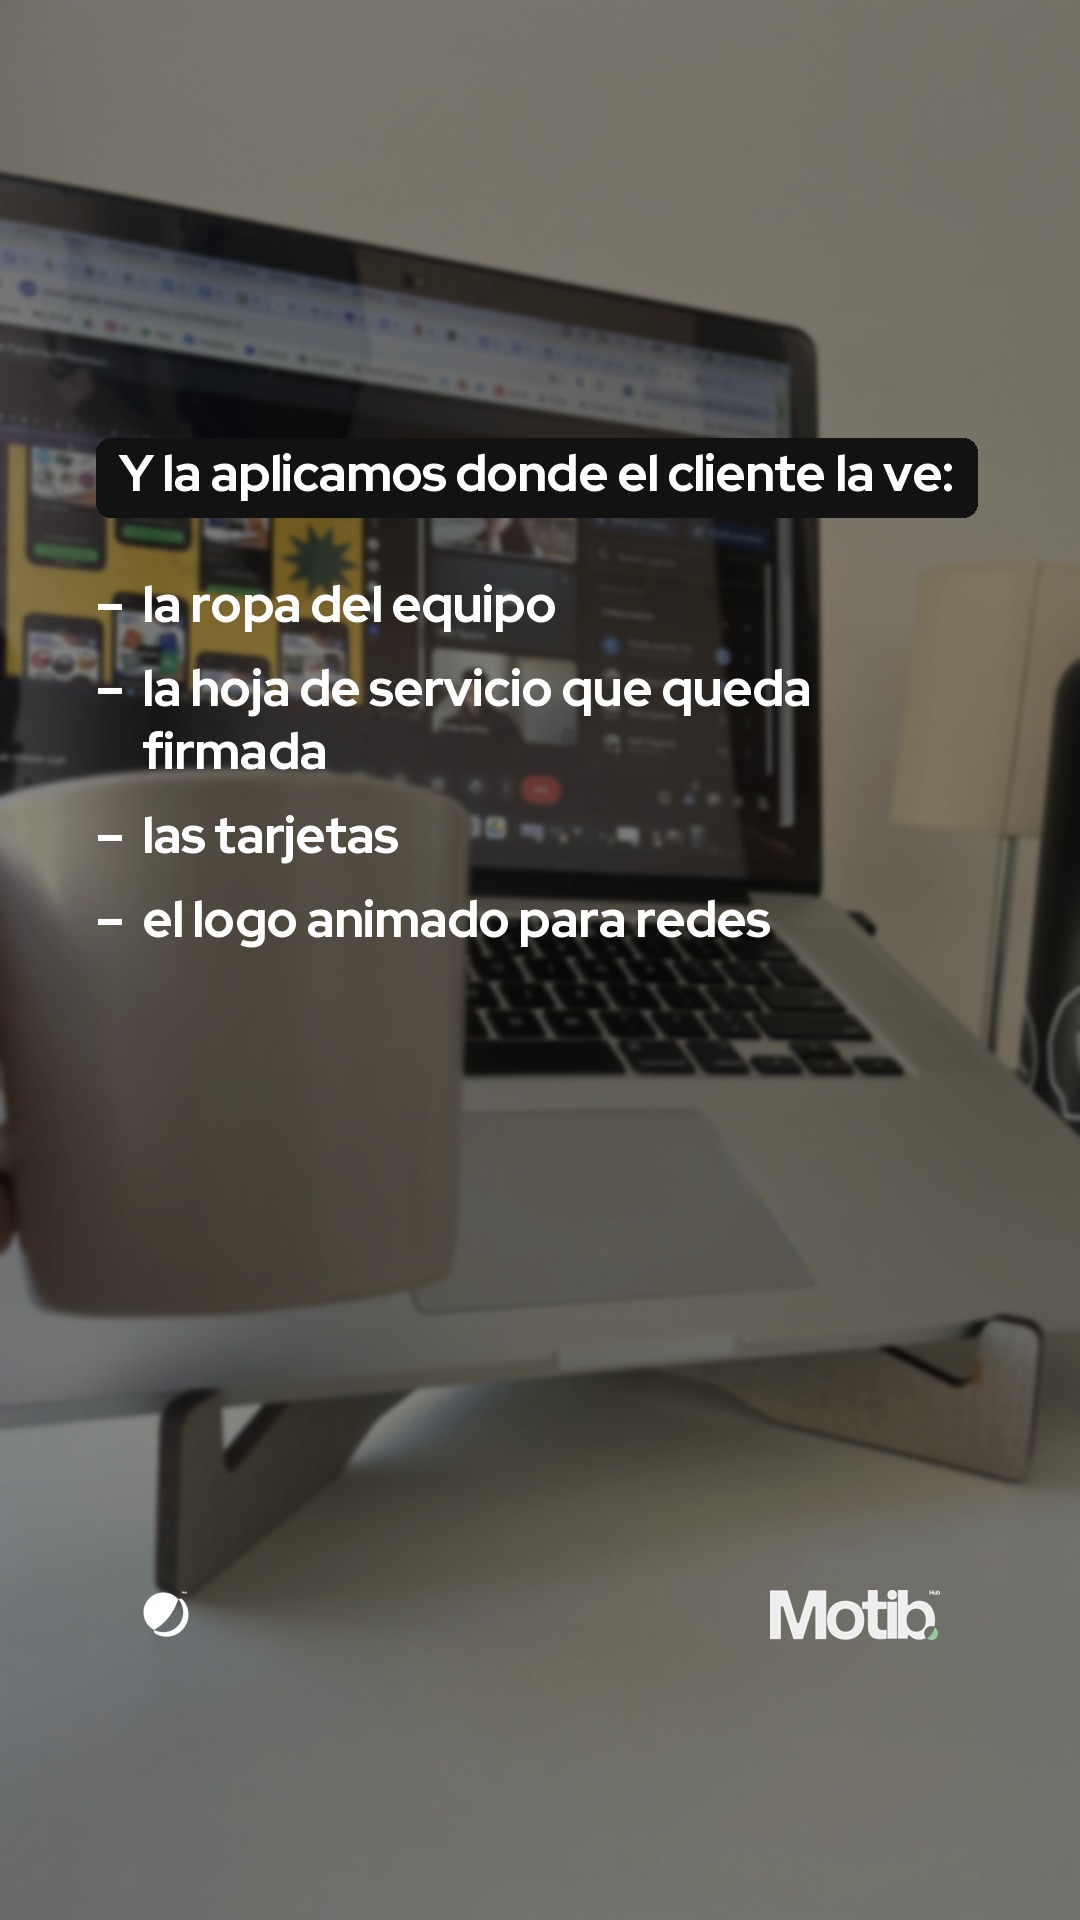 Y la aplicamos donde el cliente la ve:
– la ropa del equipo
– la hoja de servicio que queda
firmada
– las tarjetas
– el logo animado para redes
Motib
Hub